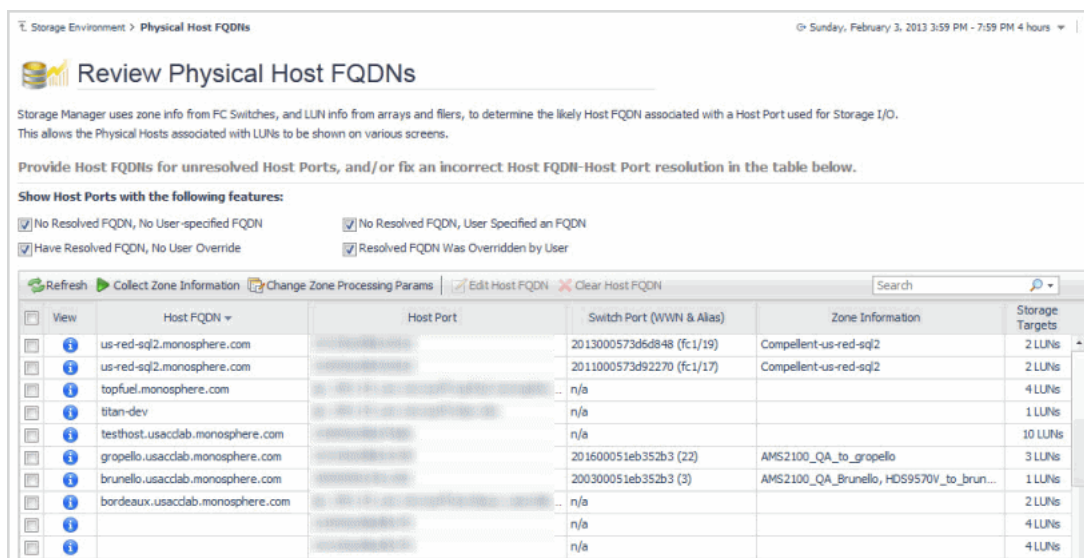 Storage Environment > Physical Host FQDNs
Sunday, February 3, 2013 3:59 PM - 7:59 PM 4 hours
Review Physical Host FQDNs
Storage Manager uses zone info from FC Switches, and LUN info from arrays and filers, to determine the likely Host FQDN associated with a Host Port used for Storage I/O.
This allows the Physical Hosts associated with LUNs to be shown on various screens.
Provide Host FQDNs for unresolved Host Ports, and/or fix an incorrect Host FQDN-Host Port resolution in the table below.
Show Host Ports with the following features:
No Resolved FQDN, No User-specified FQDN No Resolved FQDN, User Specified an FQDN
Have Resolved FQDN, No User Override Resolved FQDN Was Overridden by User
Refresh Collect Zone Information Change Zone Processing Params Edit Host FQDN Clear Host FQDN Search
View Host FQDN Host Port Switch Port (WWN & Alias) Zone Information Storage Targets
us-red-sql2.monosphere.com 2013000573d6d848 (fc1/19) Compellent-us-red-sql2 2 LUNs
us-red-sql2.monosphere.com 2011000573d92270 (fc1/17) Compellent-us-red-sql2 2 LUNs
topfuel.monosphere.com ... n/a 4 LUNs
titan-dev n/a 1 LUNs
testhost.usacclab.monosphere.com n/a 10 LUNs
gropello.usacclab.monosphere.com 201600051eb352b3 (22) AMS2100_QA_to_gropello 3 LUNs
brunello.usacclab.monosphere.com 200300051eb352b3 (3) AMS2100_QA_Brunello, HDS9570V_to_brun... 1 LUNs
bordeaux.usacclab.monosphere.com ... n/a 2 LUNs
n/a 4 LUNs
n/a 4 LUNs